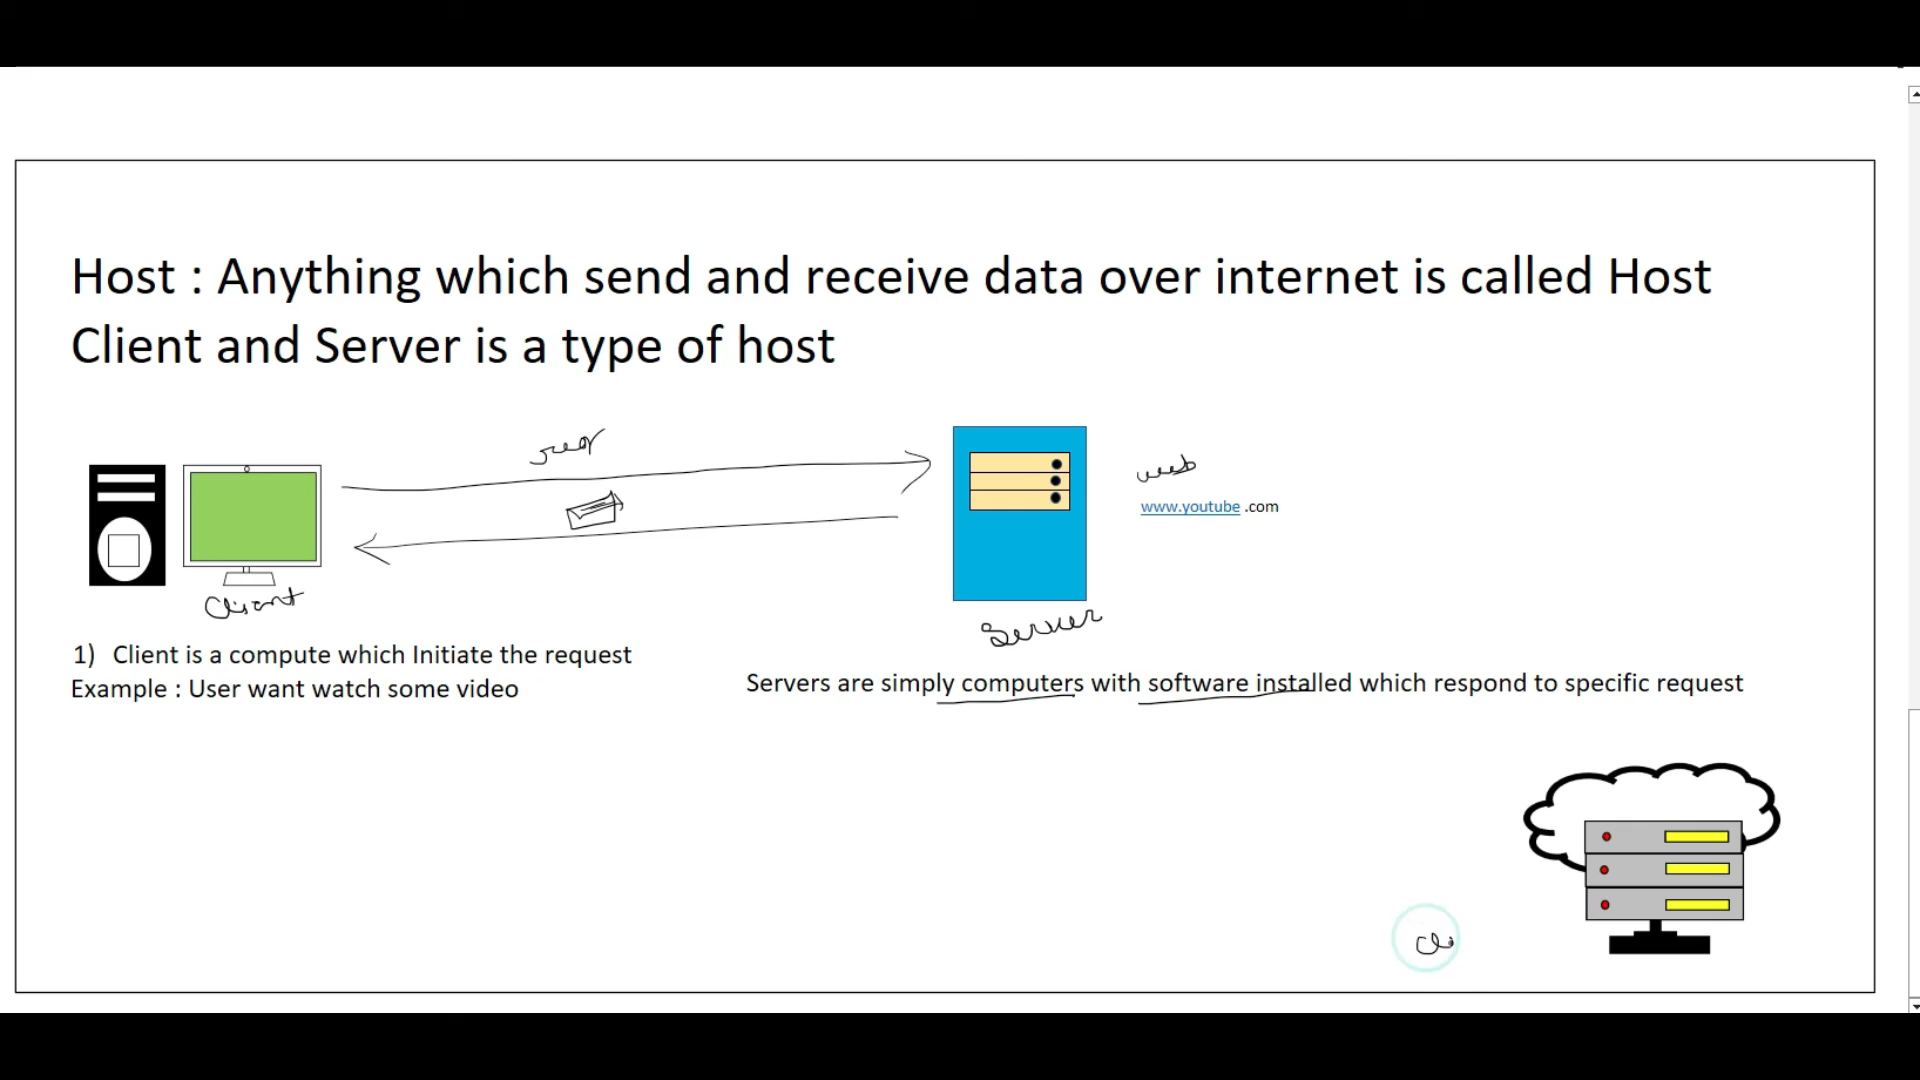 Host : Anything which send and receive data over internet is called Host
Client and Server is a type of host
web
www.youtube .com
Client
Server
1) Client is a compute which Initiate the request
Example : User want watch some video
Servers are simply computers with software installed which respond to specific request